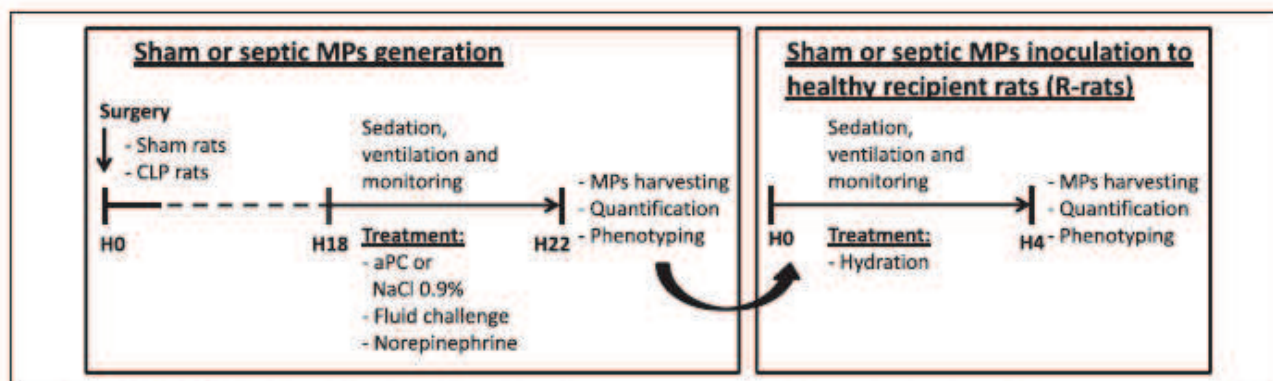 Sham or septic MPs generation
Surgery
- Sham rats
- CLP rats
Sedation,
ventilation and
monitoring
H0
H18
Treatment:
- aPC or
NaCl 0.9%
- Fluid challenge
- Norepinephrine
H22
- MPs harvesting
- Quantification
- Phenotyping
Sham or septic MPs inoculation to
healthy recipient rats (R-rats)
Sedation,
ventilation and
monitoring
H0
Treatment:
- Hydration
H4
- MPs harvesting
- Quantification
- Phenotyping